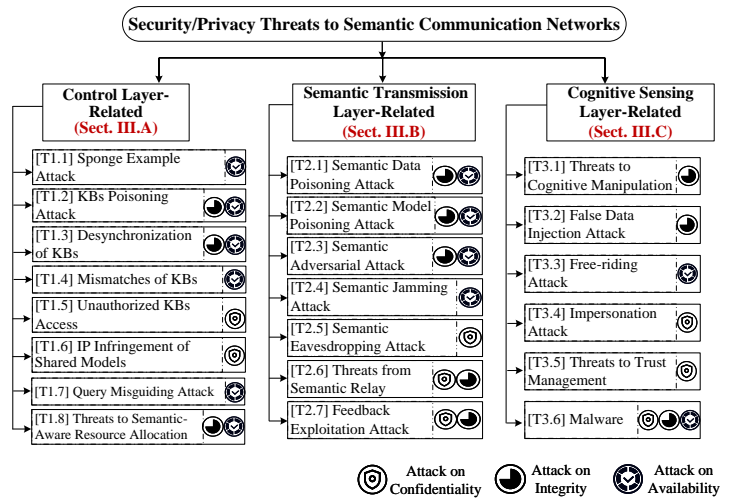 Security/Privacy Threats to Semantic Communication Networks
Control Layer-
Related
(Sect. III.A)
[T1.1] Sponge Example
Attack
[T1.2] KBs Poisoning
Attack
[T1.3] Desynchronization
of KBs
[T1.4] Mismatches of KBs
[T1.5] Unauthorized KBs
Access
[T1.6] IP Infringement of
Shared Models
[T1.7] Query Misguiding Attack
[T1.8] Threats to Semantic-
Aware Resource Allocation
Semantic Transmission
Layer-Related
(Sect. III.B)
[T2.1] Semantic Data
Poisoning Attack
[T2.2] Semantic Model
Poisoning Attack
[T2.3] Semantic
Adversarial Attack
[T2.4] Semantic Jamming
Attack
[T2.5] Semantic
Eavesdropping Attack
[T2.6] Threats from
Semantic Relay
[T2.7] Feedback
Exploitation Attack
Cognitive Sensing
Layer-Related
(Sect. III.C)
[T3.1] Threats to
Cognitive Manipulation
[T3.2] False Data
Injection Attack
[T3.3] Free-riding
Attack
[T3.4] Impersonation
Attack
[T3.5] Threats to Trust
Management
[T3.6] Malware
Attack on
Confidentiality
Attack on
Integrity
Attack on
Availability